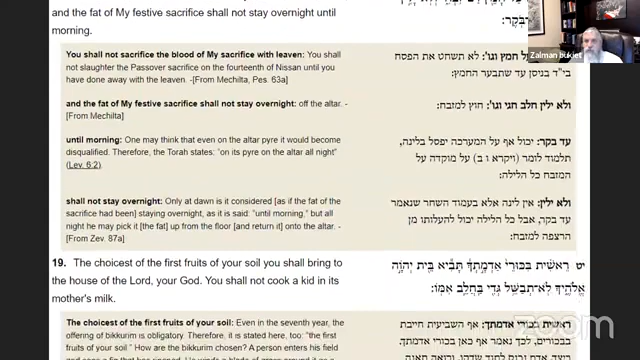 and the fat of My festive sacrifice shall not stay overnight until
morning.
בֹּקֶר:
Zalman bukiet
You shall not sacrifice the blood of My sacrifice with leaven: You shall
not slaughter the Passover sacrifice on the fourteenth of Nissan until
you have done away with the leaven. -[From Mechilta, Pes. 63a]
על חמץ וגו': לא תשחט את הפסח
בי"ד בניסן עד שתבער החמץ:
and the fat of My festive sacrifice shall not stay overnight: off the altar. -
[From Mechilta]
ולא ילין חלב חגי וגו': חוץ למזבח:
until morning: One may think that even on the altar pyre it would become
disqualified. Therefore, the Torah states: "on its pyre on the altar all night"
(Lev. 6:2).
עד בקר: יכול אף על המערכה יפסל בלינה,
תלמוד לומר (ויקרא ו ב) על מוקדה על
המזבח כל הלילה:
shall not stay overnight: Only at dawn is it considered [as if the fat of the
sacrifice had been] staying overnight, as it is said: "until morning," but all
night he may pick it [the fat] up from the floor [and return it] onto the altar. -
[From Zev. 87a]
ולא ילין: אין לינה אלא בעמוד השחר שנאמר
עד בקר, אבל כל הלילה יכול להעלותו מן
הרצפה למזבח:
19. The choicest of the first fruits of your soil you shall bring to
the house of the Lord, your God. You shall not cook a kid in its
mother's milk.
יט רֵאשִׁית בִּכּוּרֵי אַדְמָתְךָ תָּבִיא בֵּית יְהֹוָה
אֱלֹהֶיךָ לֹא תְבַשֵּׁל גְּדִי בַּחֲלֵב אִמּוֹ:
The choicest of the first fruits of your soil: Even in the seventh year, the
offering of bikkurim is obligatory. Therefore, it is stated here, too: "the
first fruits of your soil." How are the bikkurim chosen? A person enters his
ראשית בכורי אדמתך: אף השביעית חייבת
בבכורים, לכך נאמר אף כאן בכורי אדמתך.
zoom